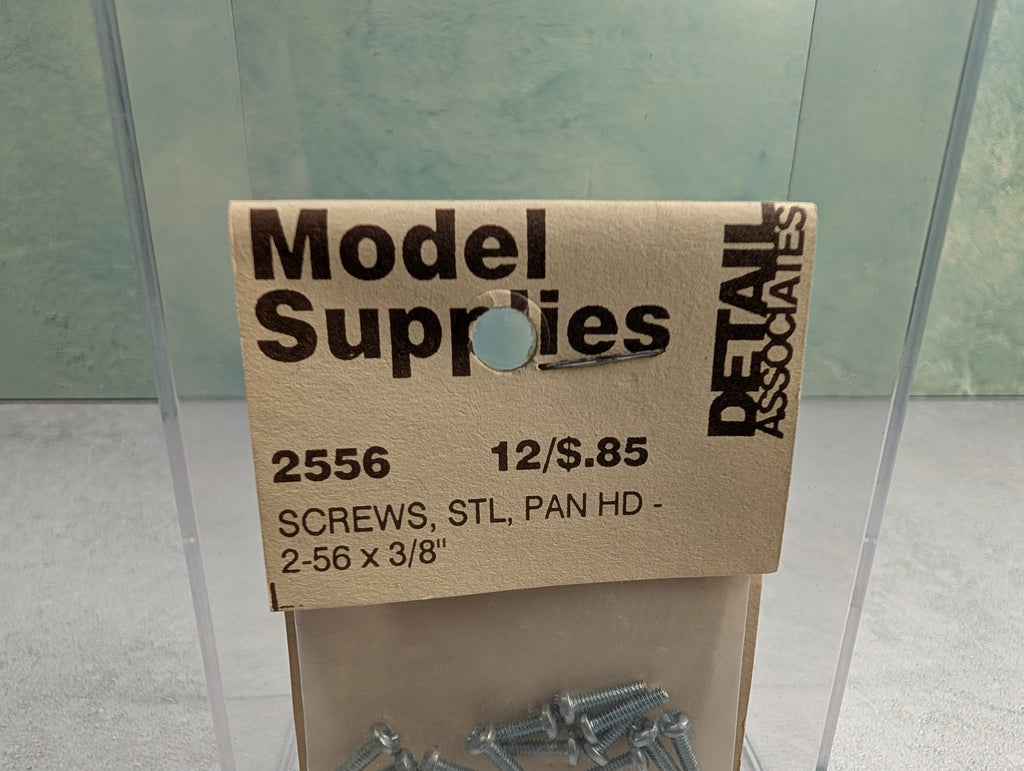 Model
Supplies
DETAIL
ASSOCIATES
2556 12/$.85
SCREWS, STL, PAN HD -
2-56 x 3/8"